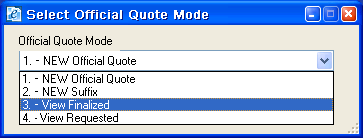 Select Official Quote Mode
Official Quote Mode
1. - NEW Official Quote
1. - NEW Official Quote
2. - NEW Suffix
3. - View Finalized
4. - View Requested